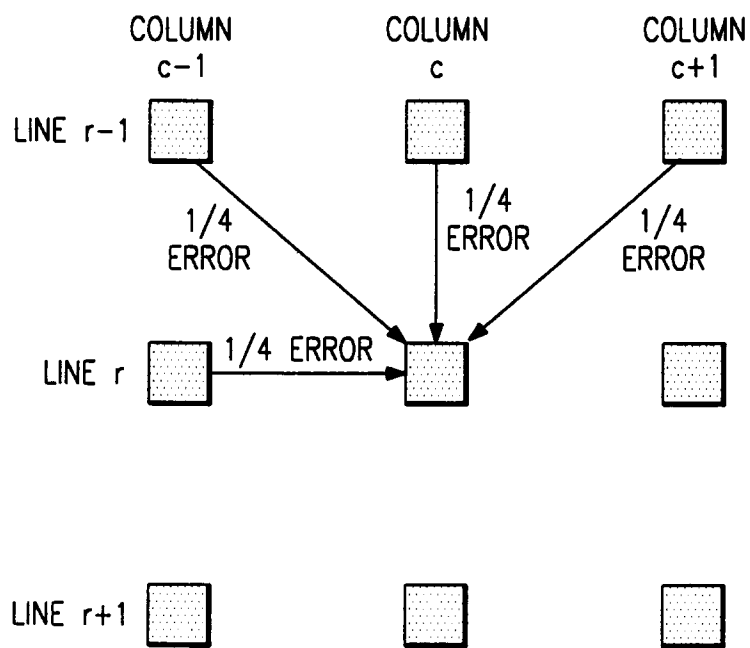 COLUMN
c-1
COLUMN
c
COLUMN
c+1
LINE r-1
1/4
ERROR
1/4
ERROR
1/4
ERROR
LINE r
1/4 ERROR
LINE r+1